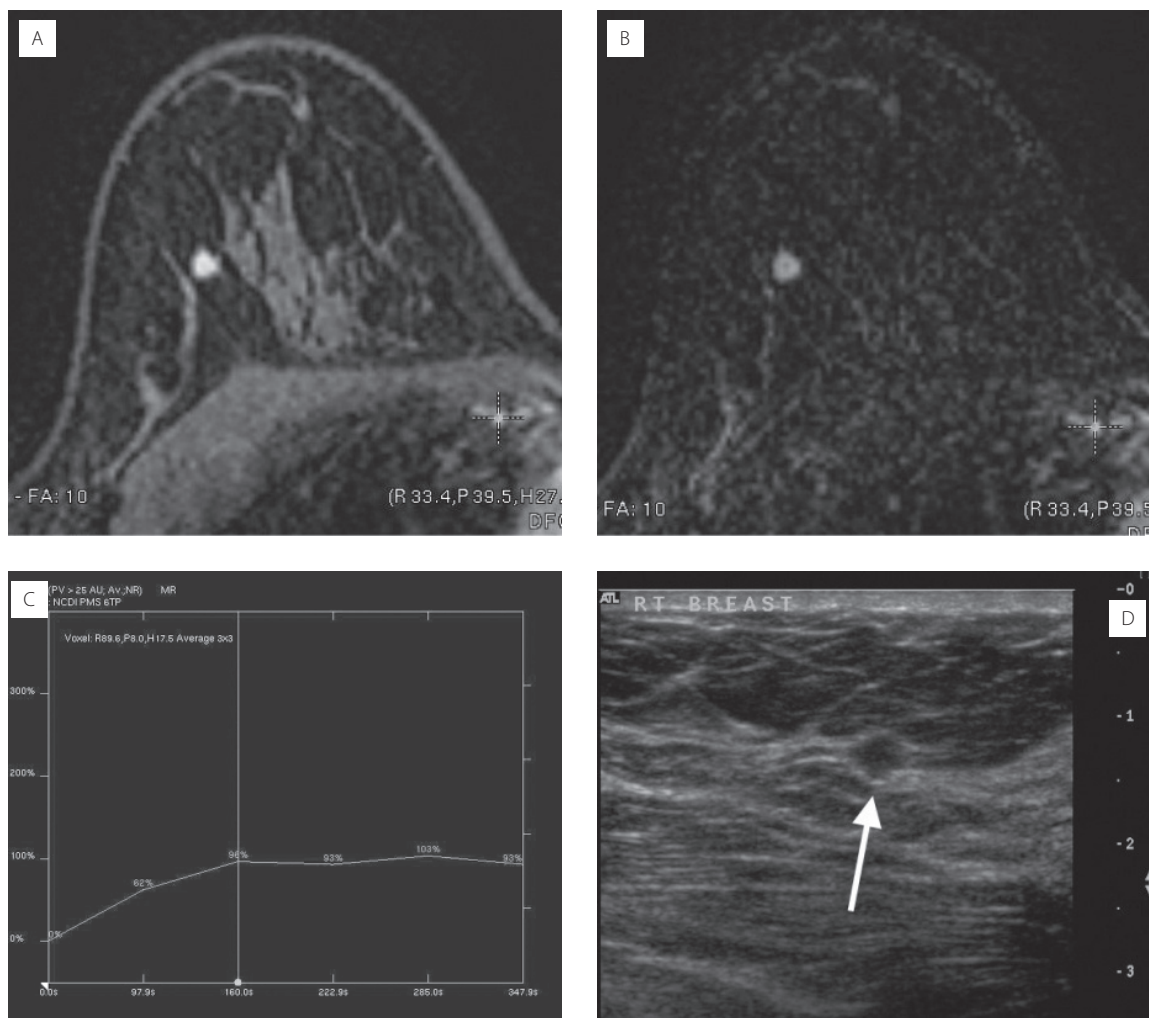 A
- FA: 10
(R 33.4,P 39.5,H27.
B
FA: 10
(R 33.4,P39.5
C
(PV > 25 AU; Av.;NR) MR
: NCDI PMS 6TP
Voxel: R89.6,P8.0,H17.5 Average 3x3
300%
200%
100%
0%
0%
62%
96%
93%
103%
93%
0.0s
97.9s
160.0s
222.9s
285.0s
347.9s
D
ATL RT BREAST
-0
-1
-2
-3